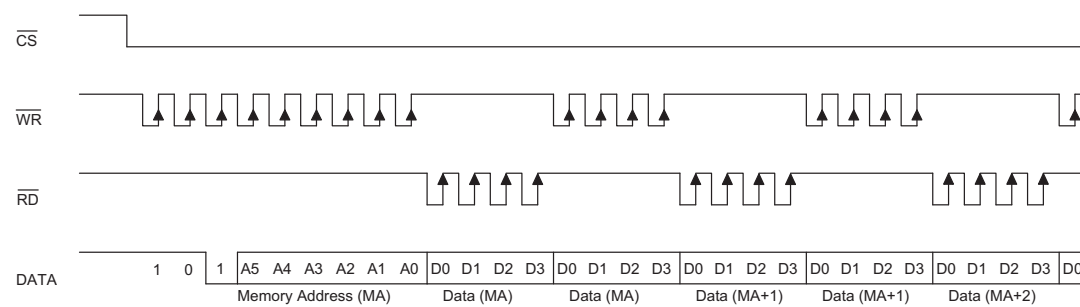 CS
WR
RD
DATA 1 0 1 A5 A4 A3 A2 A1 A0 D0 D1 D2 D3 D0 D1 D2 D3 D0 D1 D2 D3 D0 D1 D2 D3 D0 D1 D2 D3 D0
Memory Address (MA) Data (MA) Data (MA) Data (MA+1) Data (MA+1) Data (MA+2)